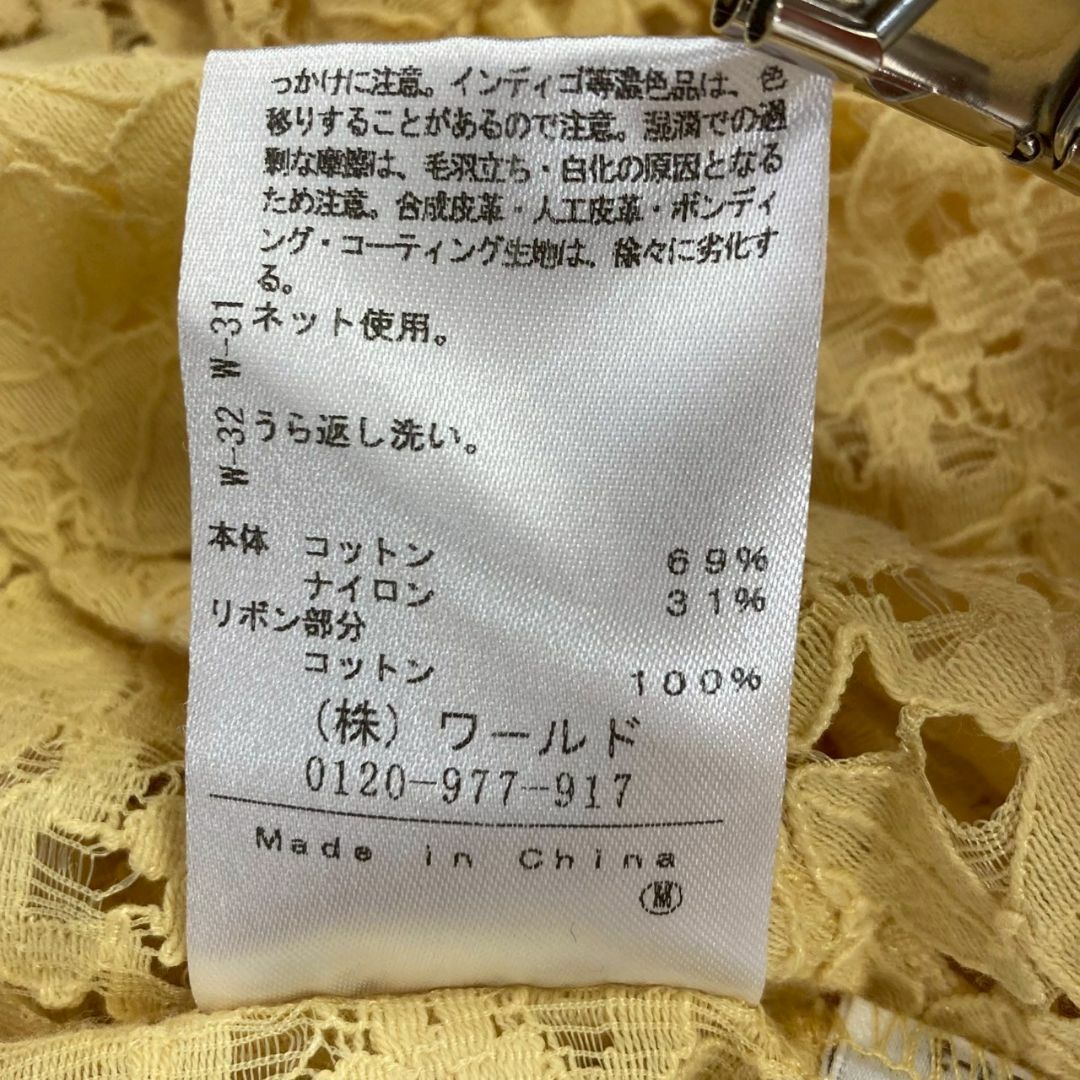 っかけに注意。インディゴ等濃色品は、色
移りすることがあるので注意。湿潤での過
剰な摩擦は、毛羽立ち・白化の原因となる
ため注意。合成皮革・人工皮革・ボンディ
ング・コーティング生地は、徐々に劣化す
る。
W-31 ネット使用。
W-32 うら返し洗い。
本体 コットン 69%
ナイロン 31%
リボン部分
コットン 100%
(株) ワールド
0120-977-917
Made in China
Ⓜ